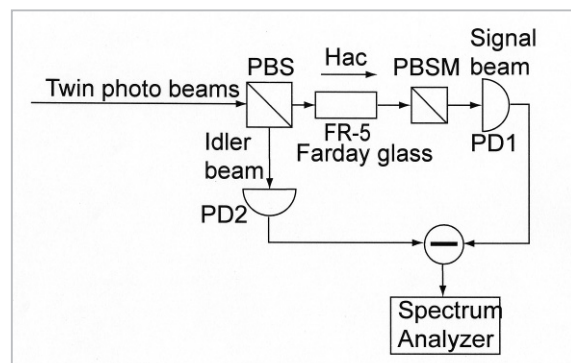 Twin photo beams
PBS
Hac
PBSM
Signal
beam
FR-5
Farday glass
PD1
Idler
beam
PD2
Spectrum
Analyzer